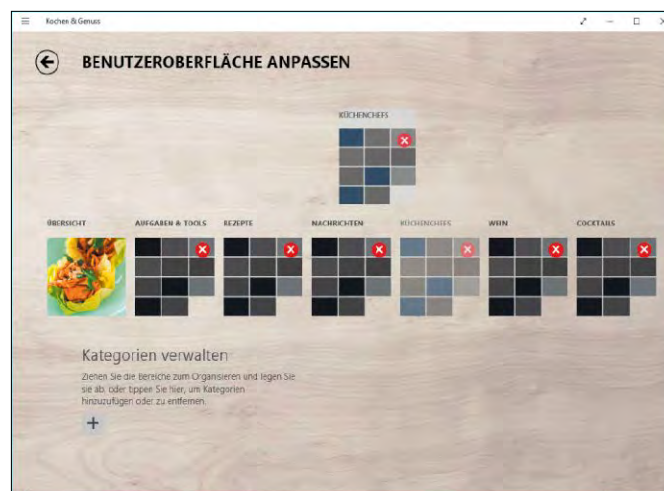 Kochen & Genuss
BENUTZEROBERFLÄCHE ANPASSEN
KÜCHENCHEFS
ÜBERSICHT
AUFGABEN & TOOLS
REZEPTE
NACHRICHTEN
KÜCHENCHEFS
WEIN
COCKTAILS
Kategorien verwalten
Ziehen Sie die Bereiche zum Organisieren und legen Sie
sie ab, oder tippen Sie hier, um Kategorien
hinzuzufügen oder zu entfernen.